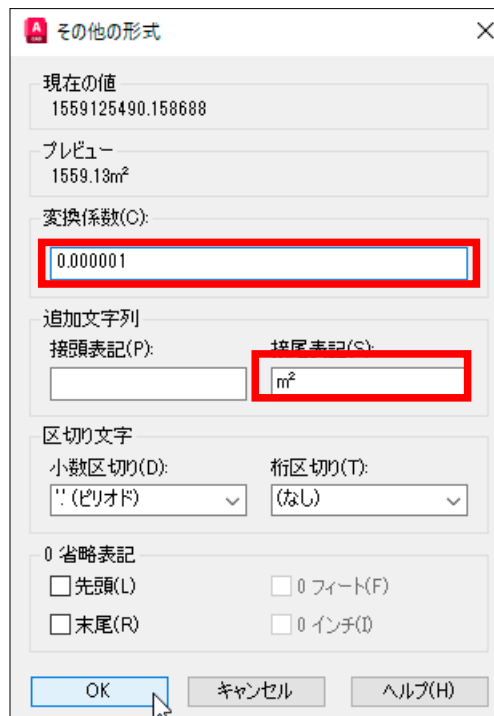 その他の形式
現在の値
1559125490.158688
プレビュー
1559.13m²
変換係数(C):
0.000001
追加文字列
接頭表記(P): 接尾表記(S):
m²
区切り文字
小数区切り(D): 桁区切り(T):
'.' (ピリオド) (なし)
0 省略表記
先頭(L) 0 フィート(F)
末尾(R) 0 インチ(I)
OK キャンセル ヘルプ(H)